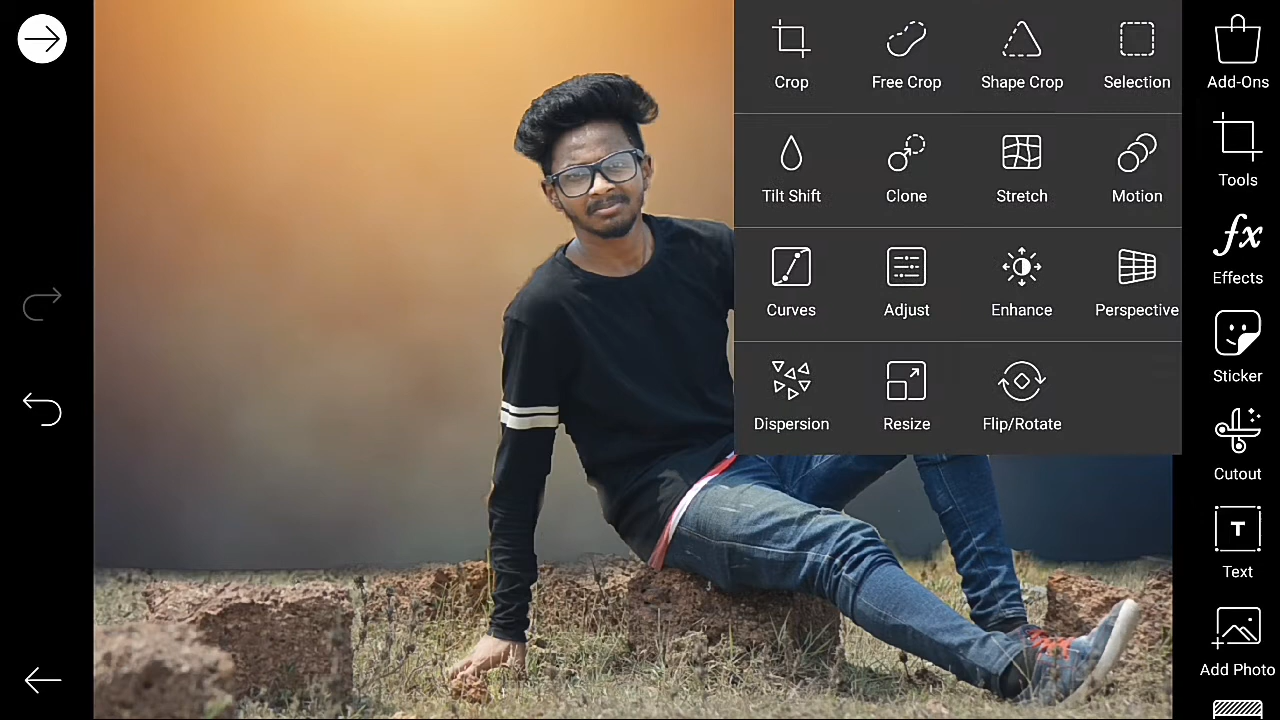 Crop Free Crop Shape Crop Selection
Tilt Shift Clone Stretch Motion
Curves Adjust Enhance Perspective
Dispersion Resize Flip/Rotate
Add-Ons
Tools
fx
Effects
Sticker
Cutout
T
Text
Add Photo